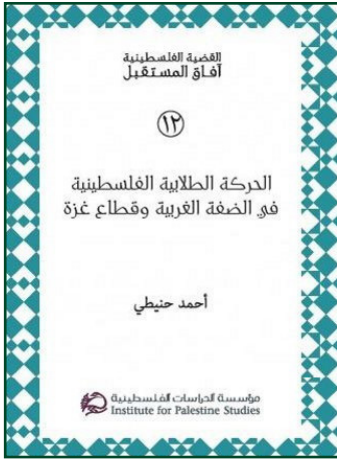 القضية الفلسطينية
آفاق المستقبل
١٢
الحركة الطلابية الفلسطينية
في الضفة الغربية وقطاع غزة
أحمد حنيطي
مؤسسة الدراسات الفلسطينية
Institute for Palestine Studies